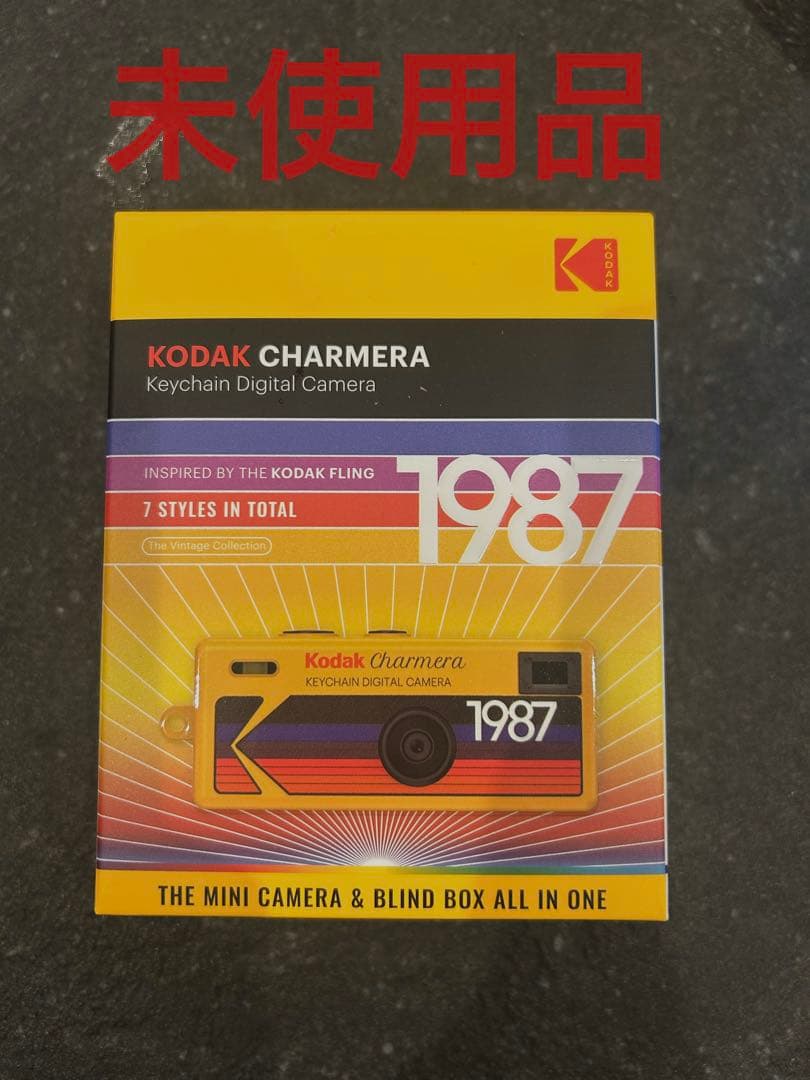 未使用品
KODAK
KODAK CHARMERA
Keychain Digital Camera
INSPIRED BY THE KODAK FLING
1987
7 STYLES IN TOTAL
The Vintage Collection
Kodak Charmera
KEYCHAIN DIGITAL CAMERA
1987
THE MINI CAMERA & BLIND BOX ALL IN ONE